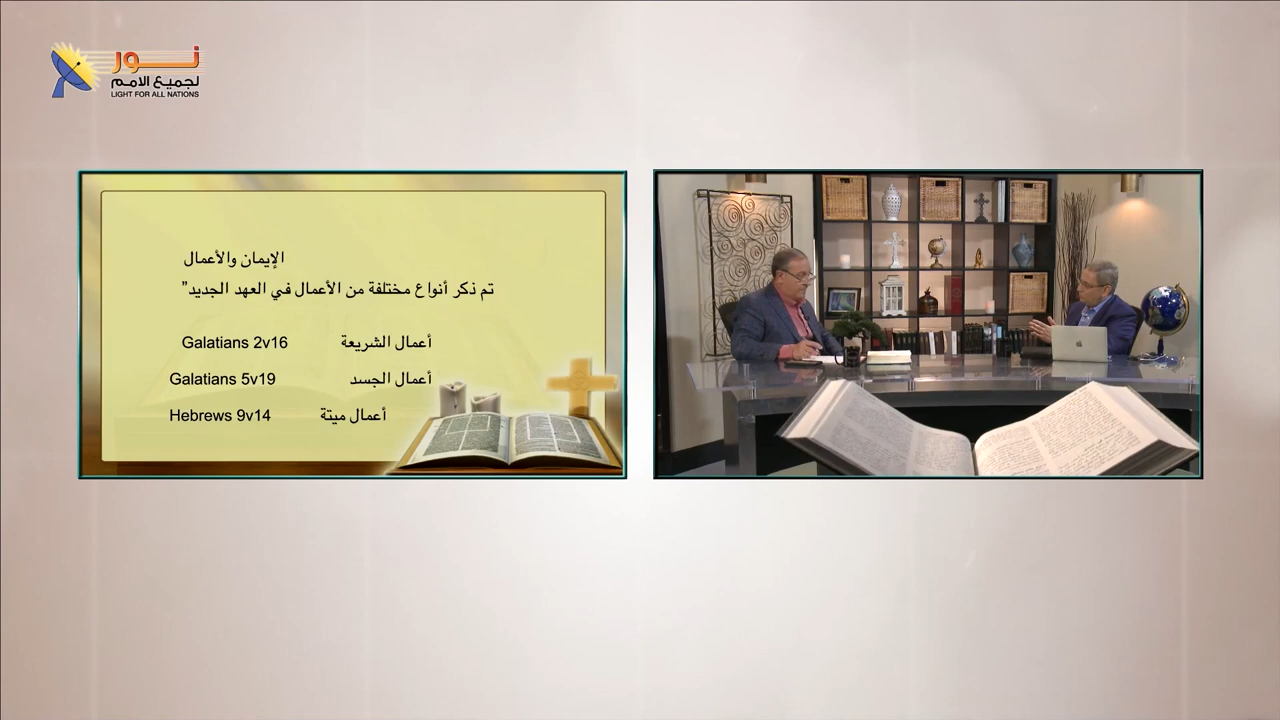 نور
لجميع الامم
LIGHT FOR ALL NATIONS
الإيمان والأعمال
تم ذكر أنواع مختلفة من الأعمال في العهد الجديد"
أعمال الشريعة Galatians 2v16
أعمال الجسد Galatians 5v19
أعمال ميتة Hebrews 9v14